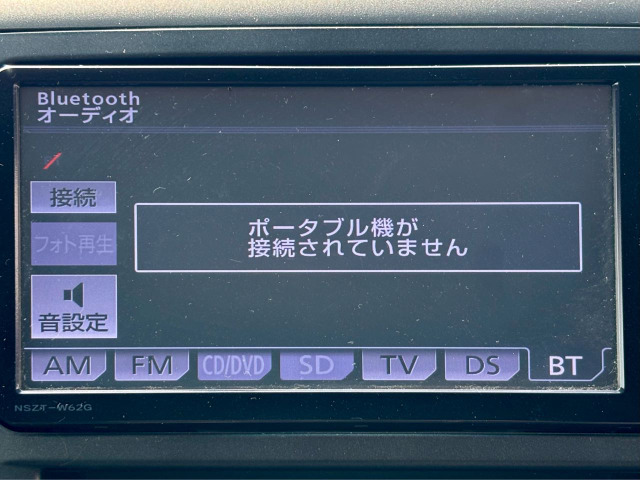 Bluetooth
オーディオ
接続
フォト再生
音設定
ポータブル機が
接続されていません
AM FM CD/DVD SD TV DS BT
NSZT-W62G